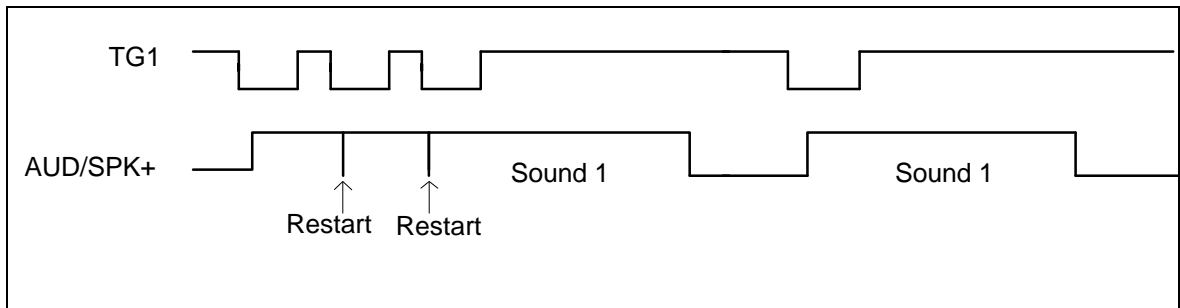 TG1
AUD/SPK+
Sound 1
Sound 1
Restart
Restart